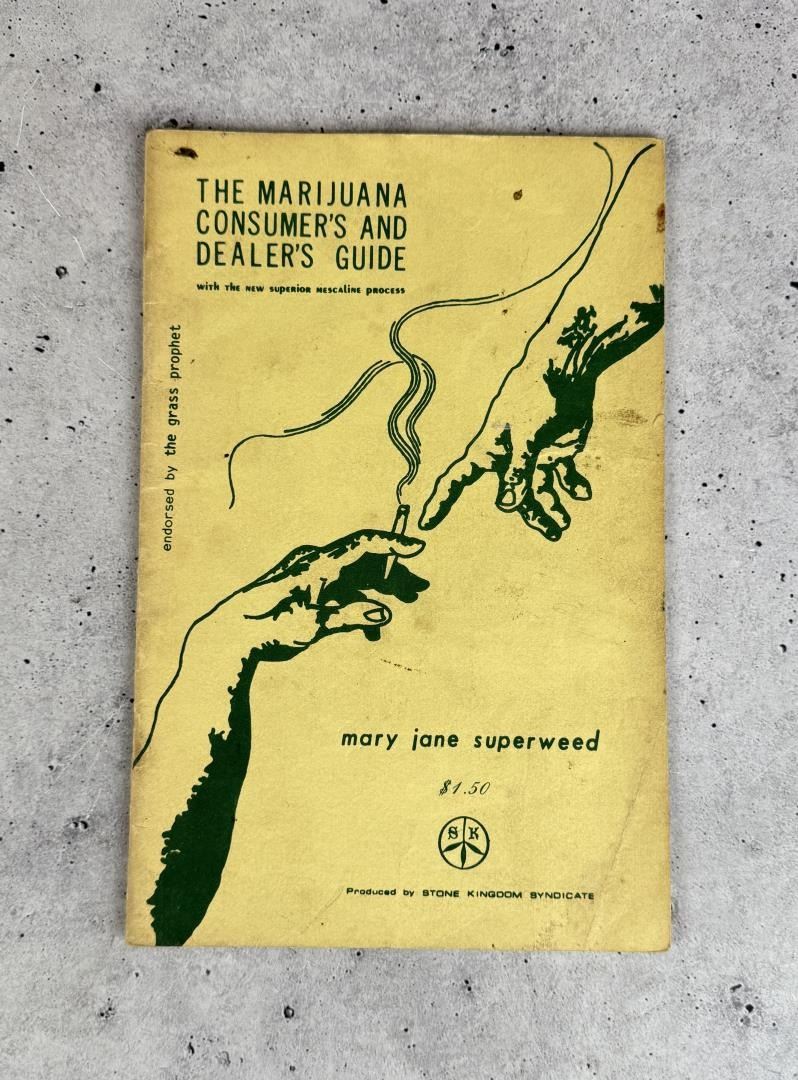 THE MARIJUANA
CONSUMER'S AND
DEALER'S GUIDE
with the new superior mescaline process
endorsed by the grass prophet
mary jane superweed
$1.50
S K
Produced by STONE KINGDOM SYNDICATE